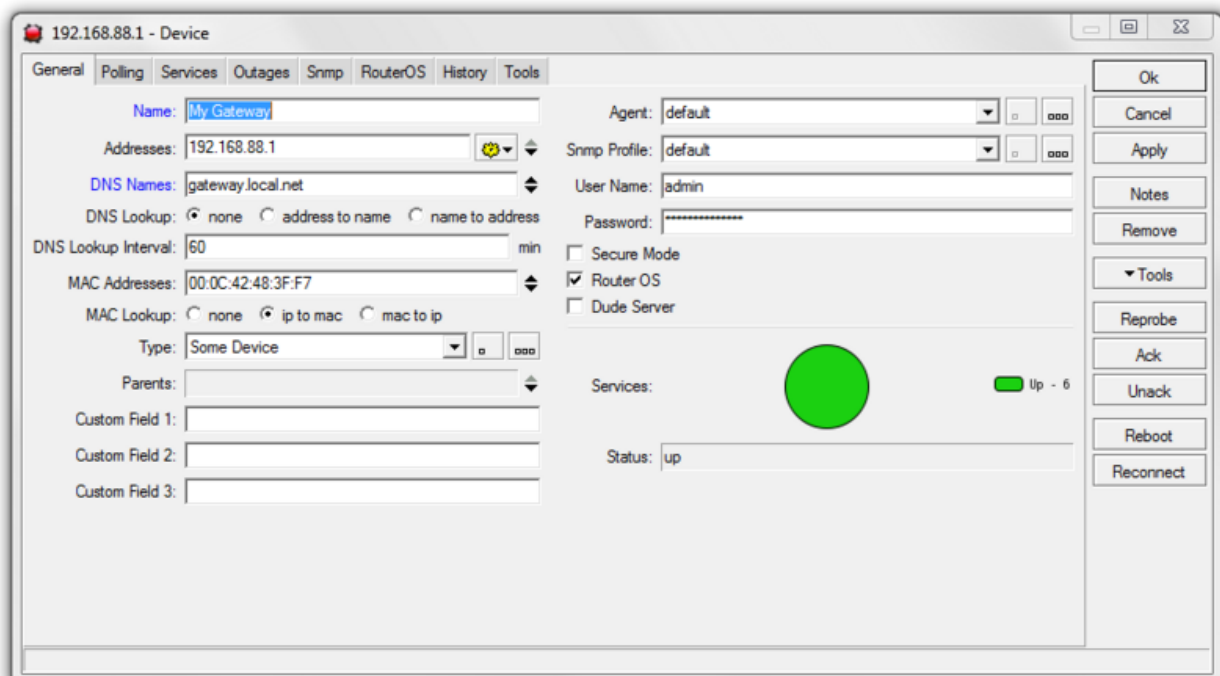 192.168.88.1 - Device
General Polling Services Outages Snmp RouterOS History Tools
Name: My Gateway
Addresses: 192.168.88.1
DNS Names: gateway.local.net
DNS Lookup: none address to name name to address
DNS Lookup Interval: 60 min
MAC Addresses: 00:0C:42:48:3F:F7
MAC Lookup: none ip to mac mac to ip
Type: Some Device
Parents:
Custom Field 1:
Custom Field 2:
Custom Field 3:
Agent: default
Snmp Profile: default
User Name: admin
Password: ***************
Secure Mode
Router OS
Dude Server
Services: Up - 6
Status: up
Ok
Cancel
Apply
Notes
Remove
Tools
Reprobe
Ack
Unack
Reboot
Reconnect